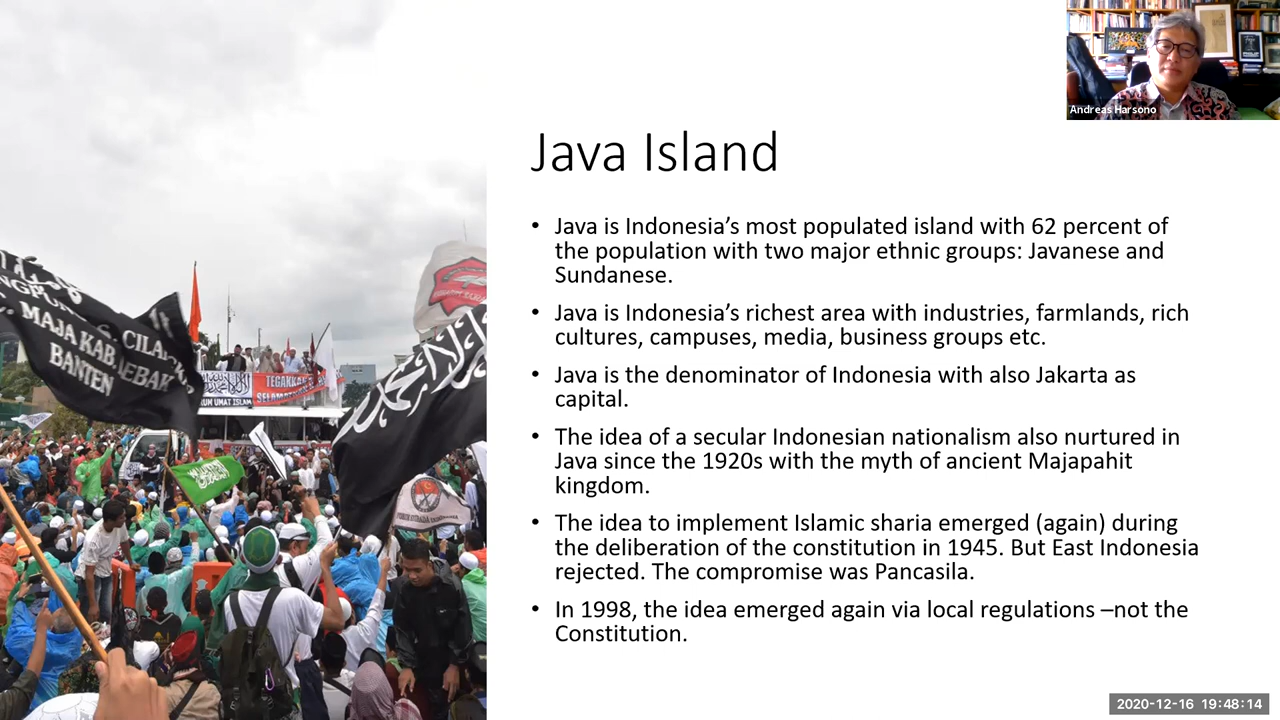 Andreas Harsono
Java Island
• Java is Indonesia’s most populated island with 62 percent of
the population with two major ethnic groups: Javanese and
Sundanese.
• Java is Indonesia’s richest area with industries, farmlands, rich
cultures, campuses, media, business groups etc.
• Java is the denominator of Indonesia with also Jakarta as
capital.
• The idea of a secular Indonesian nationalism also nurtured in
Java since the 1920s with the myth of ancient Majapahit
kingdom.
• The idea to implement Islamic sharia emerged (again) during
the deliberation of the constitution in 1945. But East Indonesia
rejected. The compromise was Pancasila.
• In 1998, the idea emerged again via local regulations –not the
Constitution.
MAJA KAB.
BANTEN
TEGAKKAN
UMAT ISLAM
2020-12-16 19:48:14